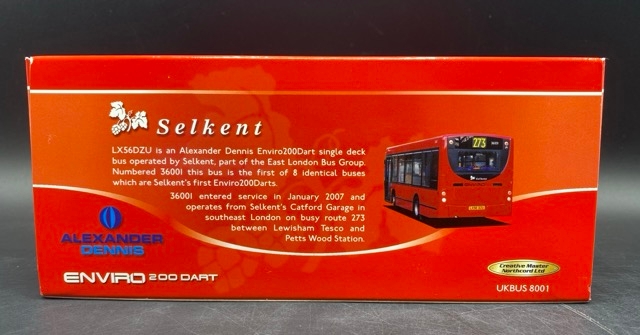 Selkent
LX56DZU is an Alexander Dennis Enviro200Dart single deck
bus operated by Selkent, part of the East London Bus Group.
Numbered 36001 this bus is the first of 8 identical buses
which are Selkent's first Enviro200Darts.
36001 entered service in January 2007 and
operates from Selkent's Catford Garage in
southeast London on busy route 273
between Lewisham Tesco and
Petts Wood Station.
273
ALEXANDER
DENNIS
ENVIRO 200 DART
Creative Master
Northcord Ltd
UKBUS 8001